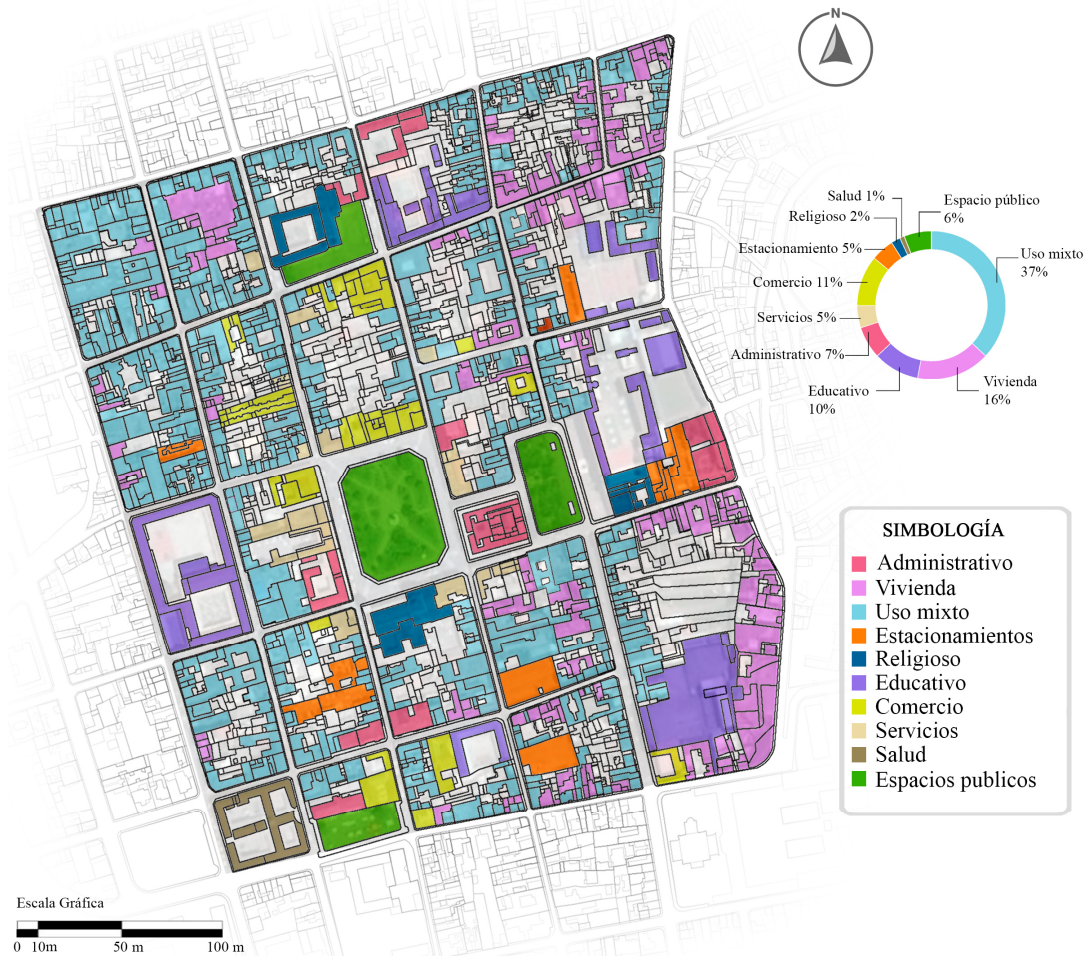 N
Salud 1%
Espacio público
6%
Religioso 2%
Estacionamiento 5%
Uso mixto
37%
Comercio 11%
Servicios 5%
Administrativo 7%
Educativo
10%
Vivienda
16%
SIMBOLOGÍA
Administrativo
Vivienda
Uso mixto
Estacionamientos
Religioso
Educativo
Comercio
Servicios
Salud
Espacios publicos
Escala Gráfica
0 10m 50 m 100 m